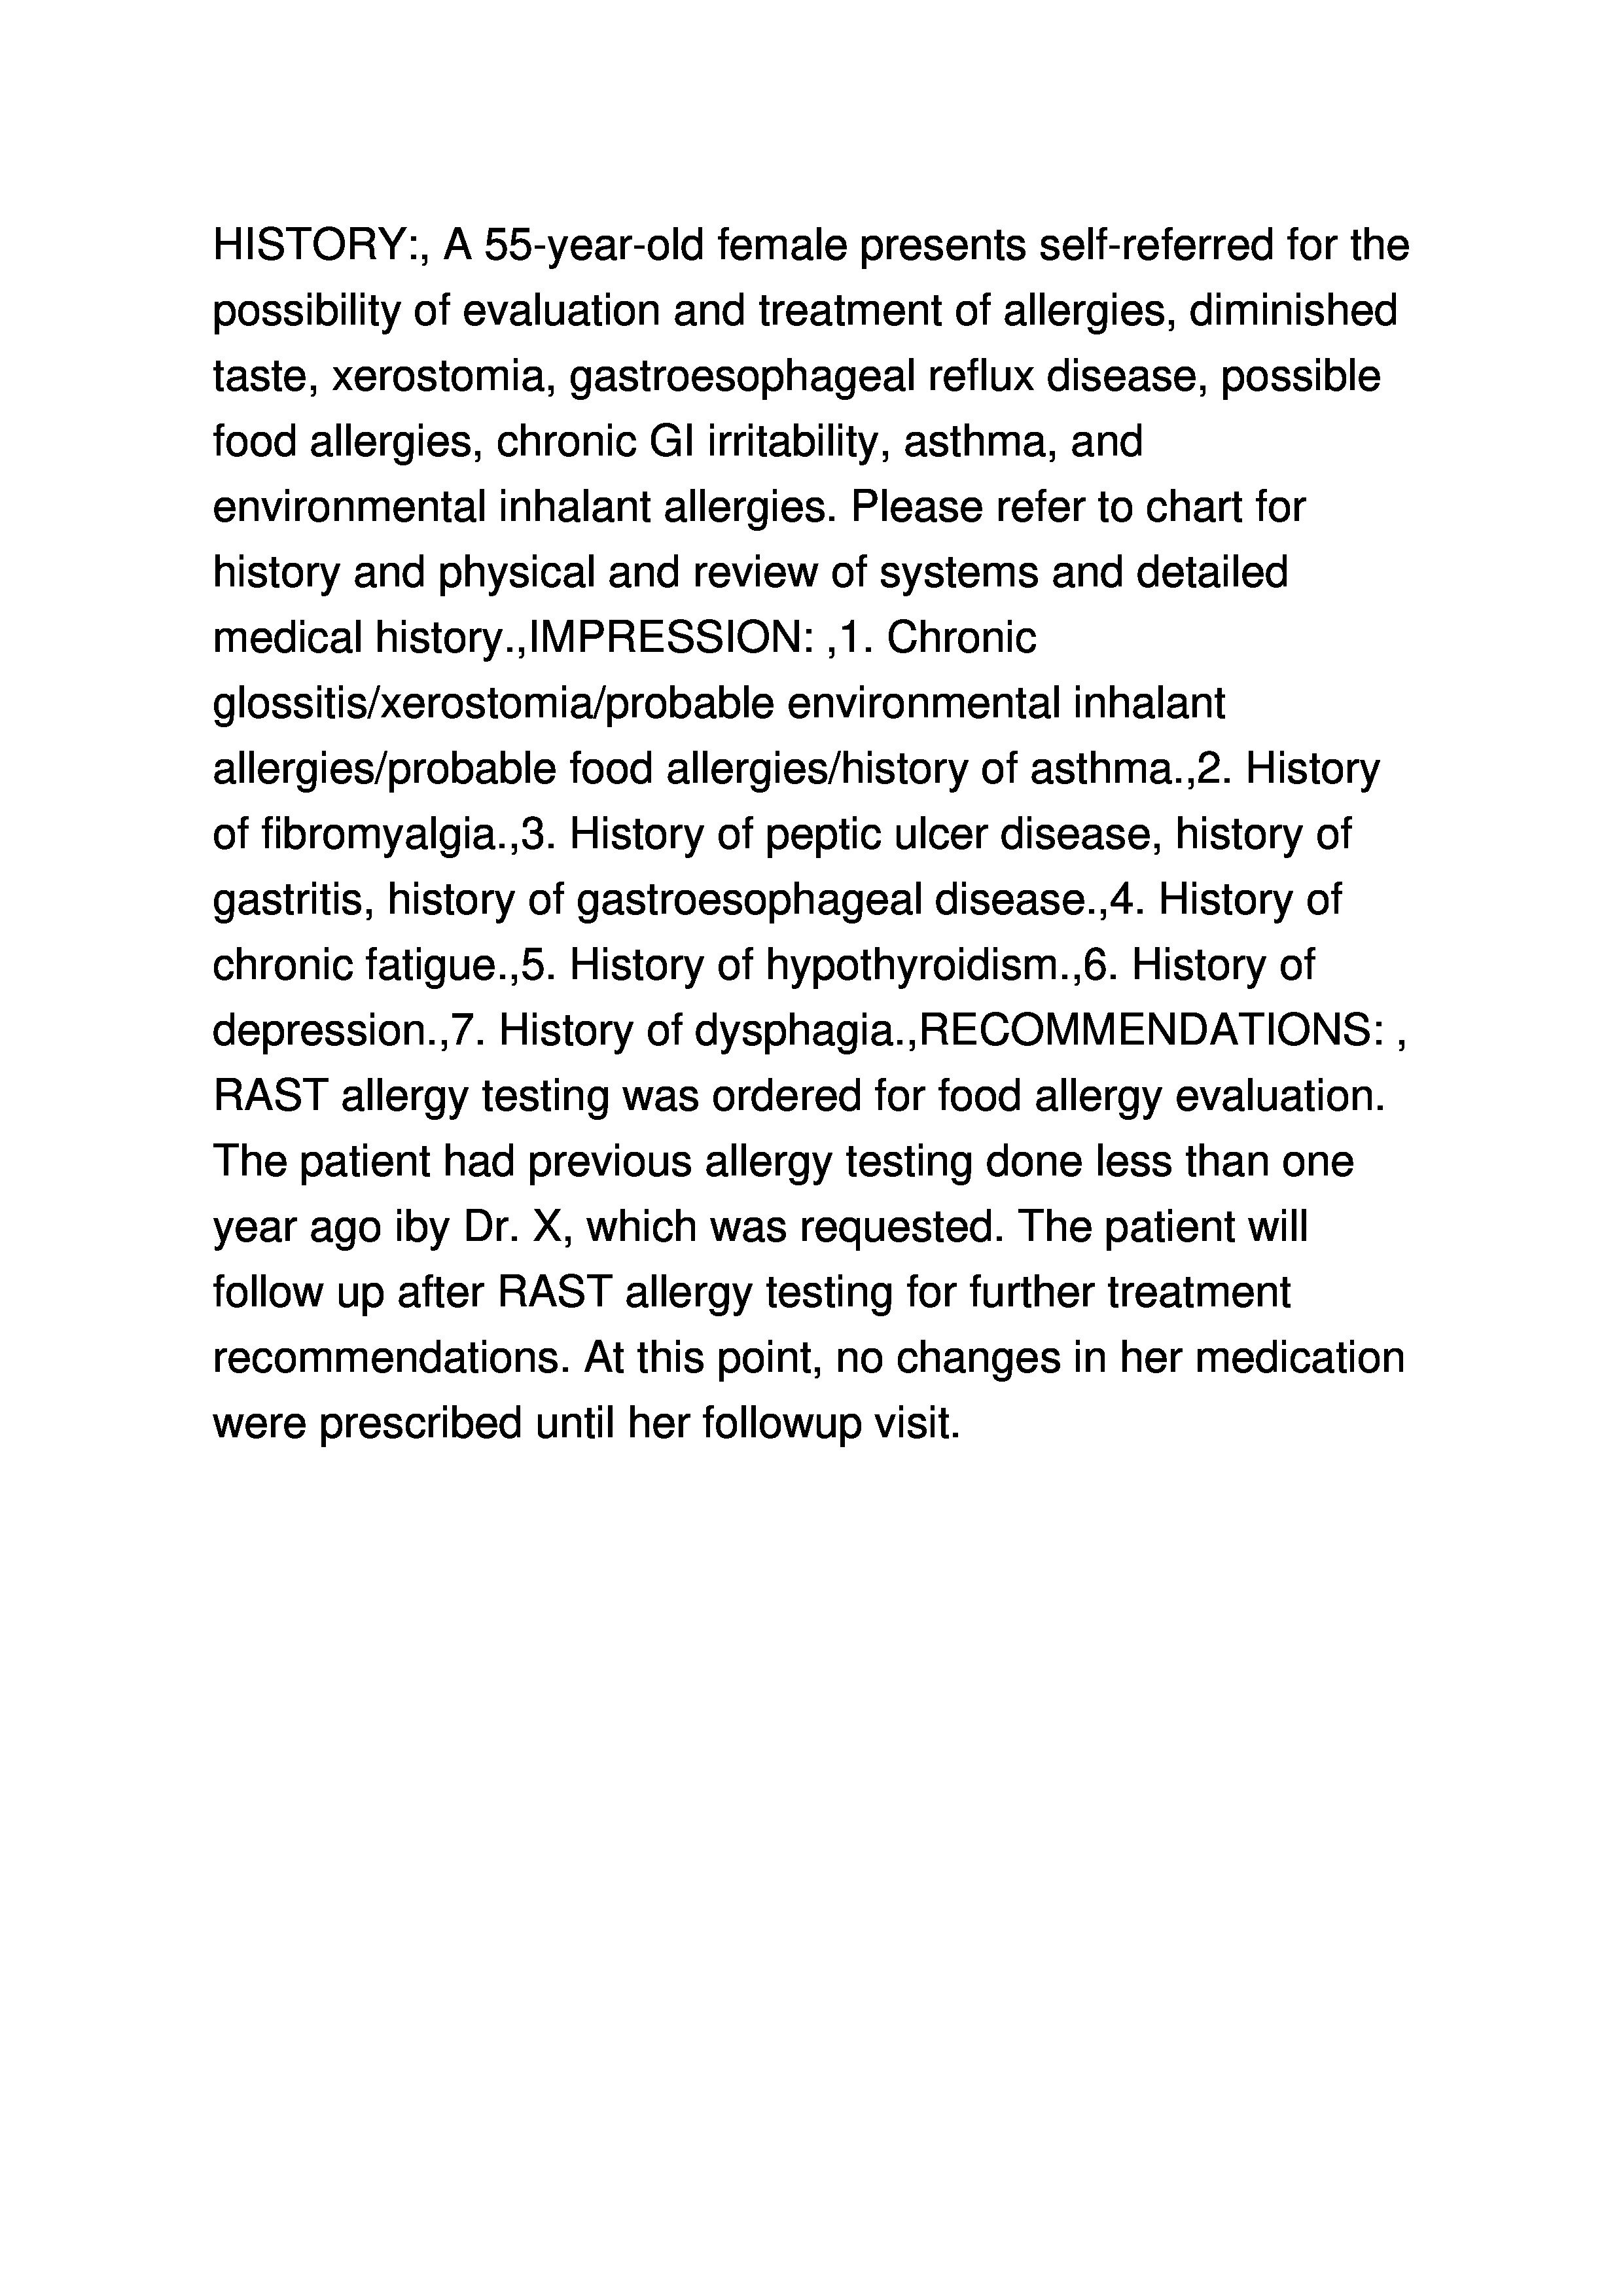 HISTORY:, A 55-year-old female presents self-referred for the
possibility of evaluation and treatment of allergies, diminished
taste, xerostomia, gastroesophageal reflux disease, possible
food allergies, chronic GI irritability, asthma, and
environmental inhalant allergies. Please refer to chart for
history and physical and review of systems and detailed
medical history.,IMPRESSION: ,1. Chronic
glossitis/xerostomia/probable environmental inhalant
allergies/probable food allergies/history of asthma.,2. History
of fibromyalgia.,3. History of peptic ulcer disease, history of
gastritis, history of gastroesophageal disease.,4. History of
chronic fatigue.,5. History of hypothyroidism.,6. History of
depression.,7. History of dysphagia.,RECOMMENDATIONS: ,
RAST allergy testing was ordered for food allergy evaluation.
The patient had previous allergy testing done less than one
year ago iby Dr. X, which was requested. The patient will
follow up after RAST allergy testing for further treatment
recommendations. At this point, no changes in her medication
were prescribed until her followup visit.